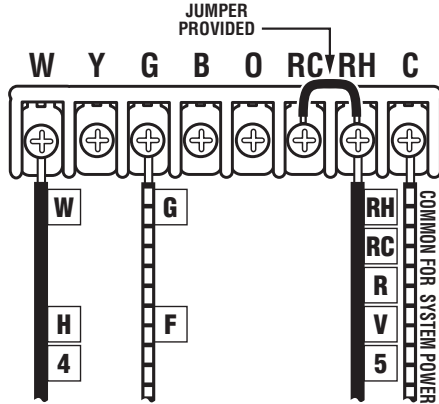 JUMPER
PROVIDED
W Y G B O RC RH C
W G RH
RC
R
H F V
4 5
COMMON FOR SYSTEM POWER